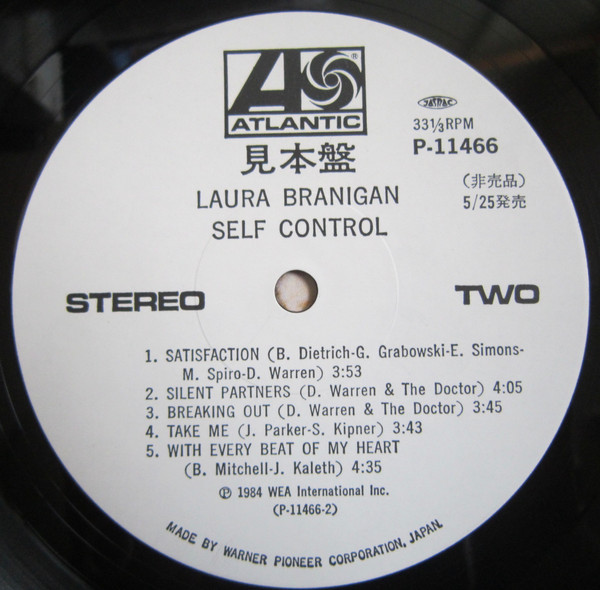 ATLANTIC
JASRAC
33⅓RPM
P-11466
見本盤
(非売品)
5/25発売
LAURA BRANIGAN
SELF CONTROL
STEREO
TWO
1. SATISFACTION (B. Dietrich-G. Grabowski-E. Simons-
M. Spiro-D. Warren) 3:53
2. SILENT PARTNERS (D. Warren & The Doctor) 4:05
3. BREAKING OUT (D. Warren & The Doctor) 3:45
4. TAKE ME (J. Parker-S. Kipner) 3:43
5. WITH EVERY BEAT OF MY HEART
(B. Mitchell-J. Kaleth) 4:35
℗ 1984 WEA International Inc.
(P-11466-2)
MADE BY WARNER PIONEER CORPORATION, JAPAN.